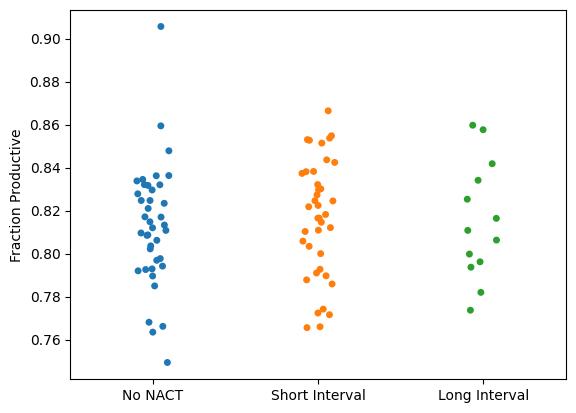 Fraction Productive
0.90
0.88
0.86
0.84
0.82
0.80
0.78
0.76
No NACT
Short Interval
Long Interval